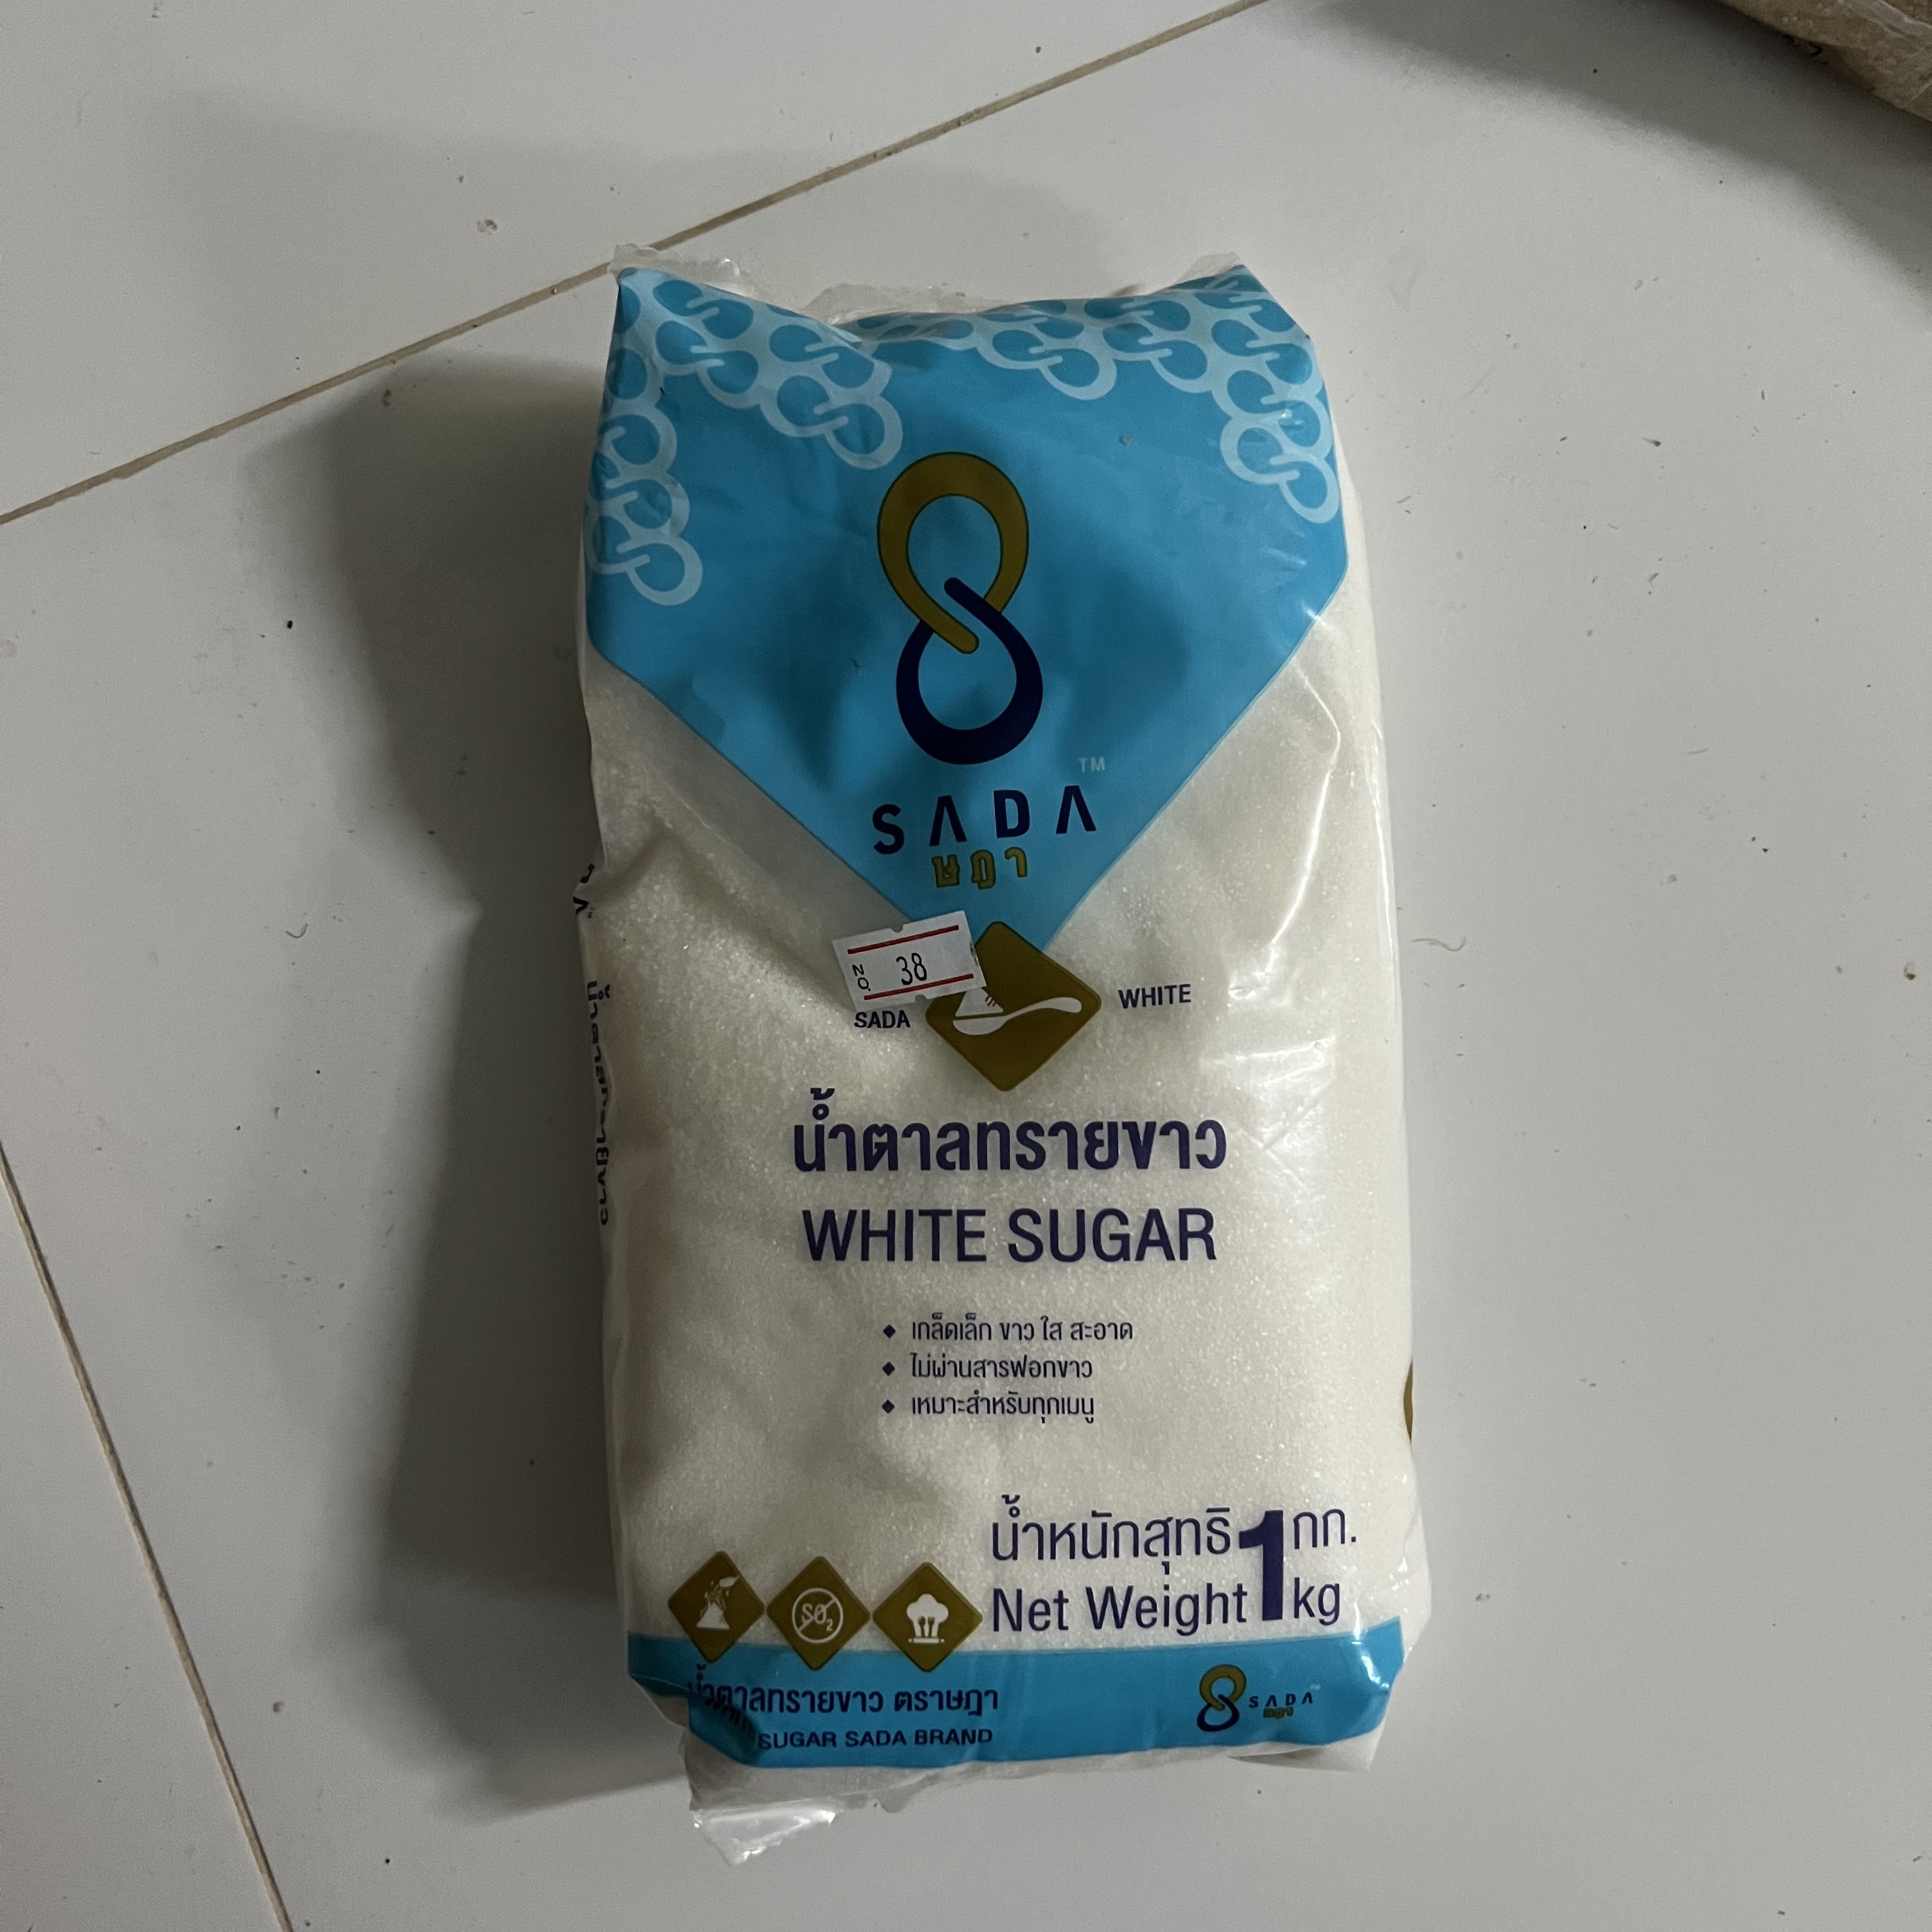 TM
SADA
ษฎา
NO. 38
SADA
WHITE
น้ำตาลทรายขาว
WHITE SUGAR
◆ เกล็ดเล็ก ขาว ใส สะอาด
◆ ไม่ผ่านสารฟอกขาว
◆ เหมาะสำหรับทุกเมนู
น้ำหนักสุทธิ 1 กก.
Net Weight 1 kg
SO2
น้ำตาลทรายขาว ตราษฎา
SUGAR SADA BRAND
SADA
ษฎา